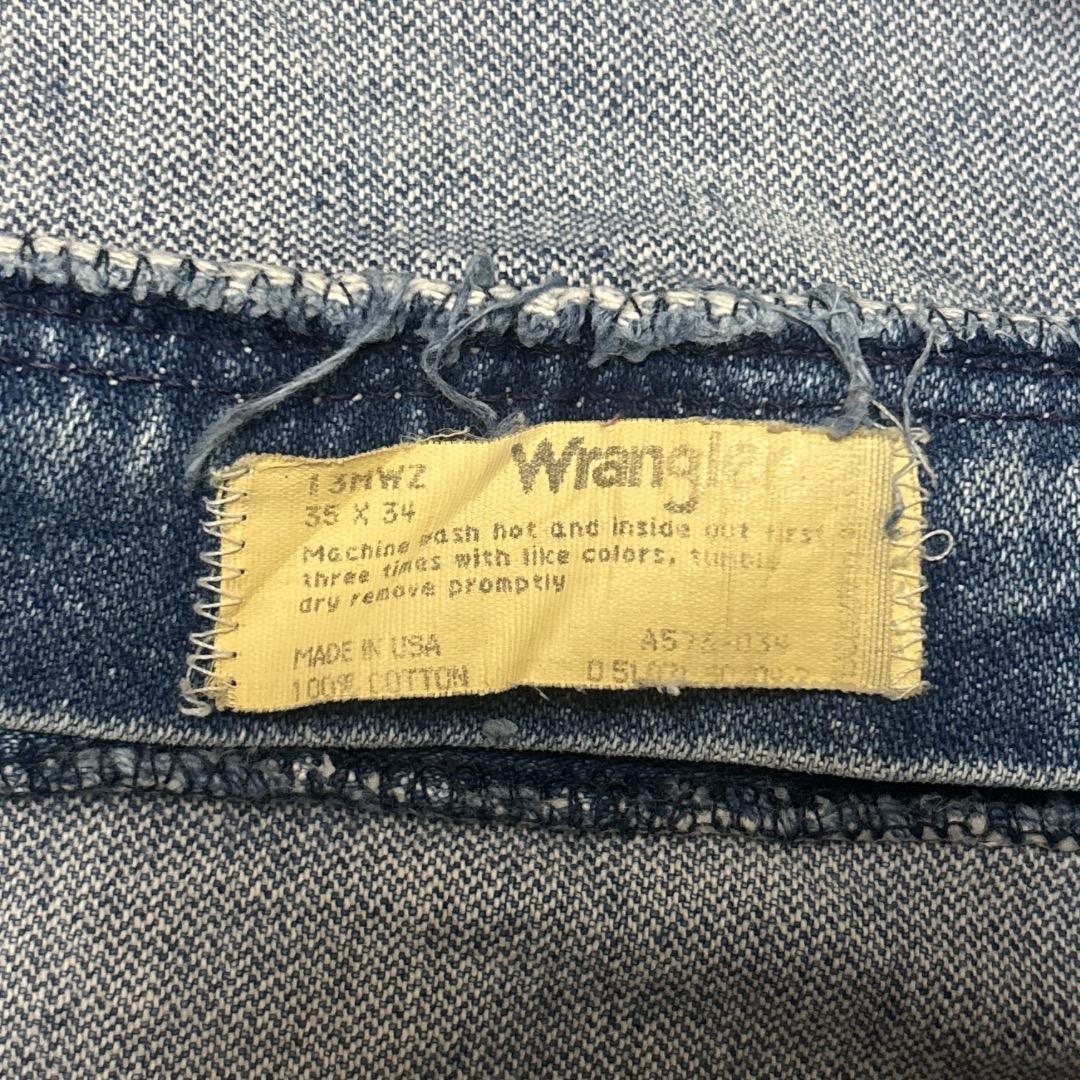 13MWZ Wrangler
35 X 34
Machine wash hot and inside out first
three times with like colors, tumble
dry remove promptly
MADE IN USA
100% COTTON